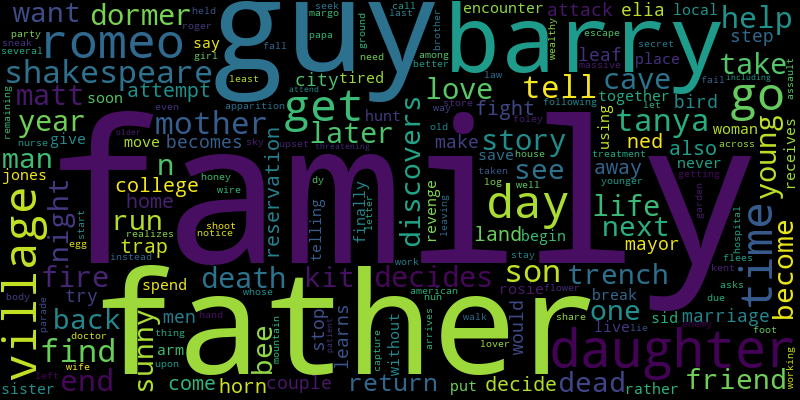 want dormer guy barry encounter attack elia local help
party held roger seek margo papa call last brother
romeo need ground fall wealthy escape secret step
sneak several say girl among better leaf place massive
shakespeare city tired love cave take assault
least apparition attend law fail including
matt soon attempt get tell together bird go
remaining year mother later hunt fight using let woman across
even way store following foley tanya
give move becomes old make story ned also young receives
man nurse n discovers save house see away never treatment
older sky upset threatening taken
jones college family day life younger getting
night home honey wire dy log well revenge next
village run reservation telling finally letter leaving land begin mayor time
start egg realizes shoot notice trap instead work stay garden hospital
fire death kit decides son trench flees become
body try spend whose american nun rosie flower break kent asks due
back men father stop learns without arrives walk would one sid marriage
parade doctor thing bee mountain patient capture lover share live lie enemy foot
find sunny arm hand daughter
wife upon left
sister end come horn couple return put decide dead rather friend working